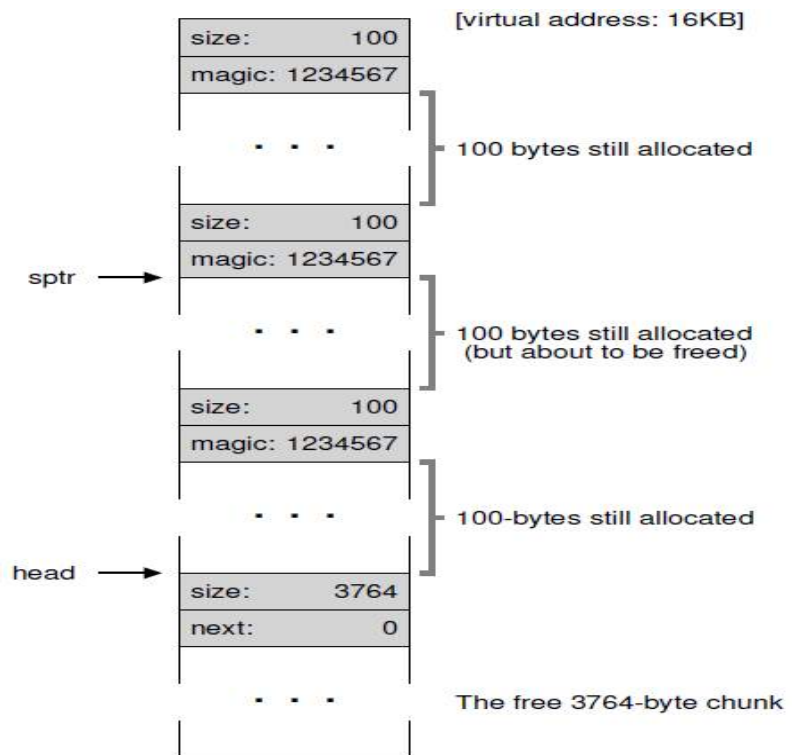 [virtual address: 16KB]
size: 100
magic: 1234567
. . .
100 bytes still allocated
size: 100
magic: 1234567
sptr
. . .
100 bytes still allocated
(but about to be freed)
size: 100
magic: 1234567
. . .
100-bytes still allocated
head
size: 3764
next: 0
. . .
The free 3764-byte chunk